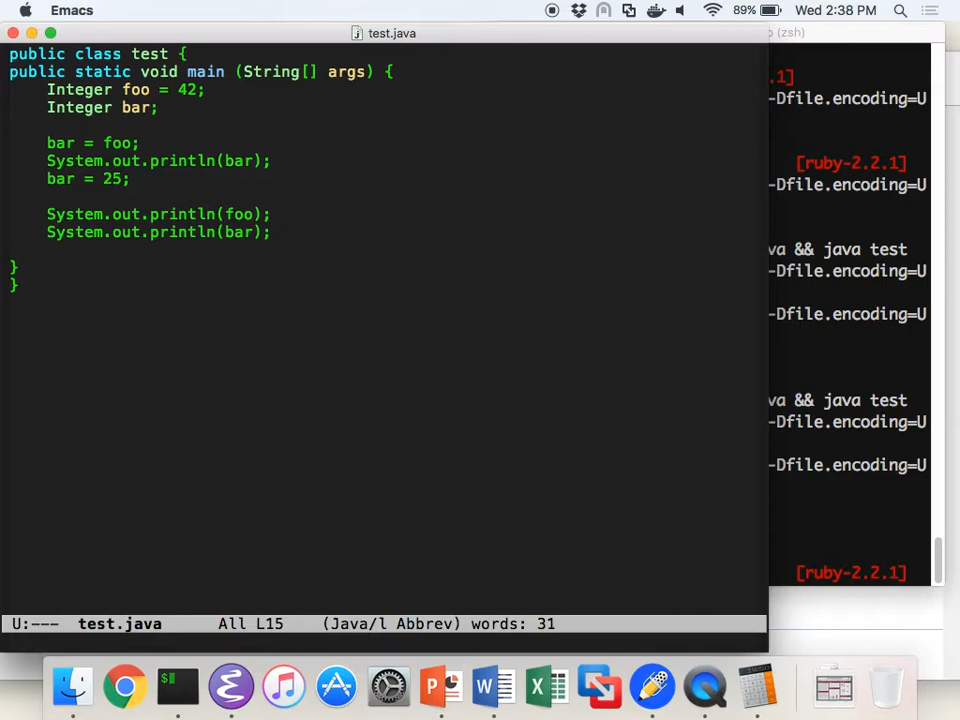 Emacs
89%
Wed 2:38 PM
test.java
(zsh)
public class test {
public static void main (String[] args) {
Integer foo = 42;
Integer bar;
bar = foo;
System.out.println(bar);
bar = 25;
System.out.println(foo);
System.out.println(bar);
}
}
.1]
-Dfile.encoding=U
[ruby-2.2.1]
-Dfile.encoding=U
va && java test
-Dfile.encoding=U
-Dfile.encoding=U
va && java test
-Dfile.encoding=U
-Dfile.encoding=U
[ruby-2.2.1]
U:--- test.java All L15 (Java/l Abbrev) words: 31